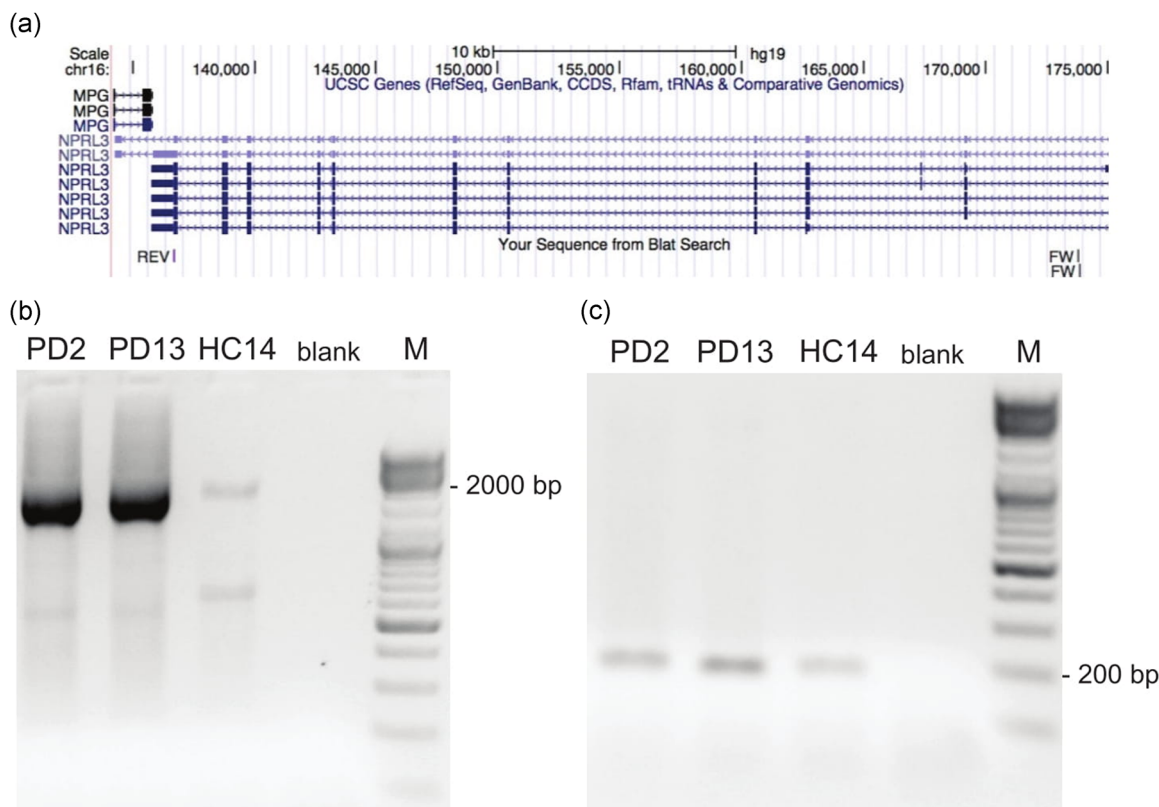 (a)
Scale 10 kb hg19
chr16: 140,000 145,000 150,000 155,000 160,000 165,000 170,000 175,000
UCSC Genes (RefSeq, GenBank, CCDS, Rfam, tRNAs & Comparative Genomics)
MPG
MPG
MPG
NPRL3
NPRL3
NPRL3
NPRL3
NPRL3
NPRL3
NPRL3
Your Sequence from Blat Search
REV FW
FW
(b)
PD2 PD13 HC14 blank M
- 2000 bp
(c)
PD2 PD13 HC14 blank M
- 200 bp